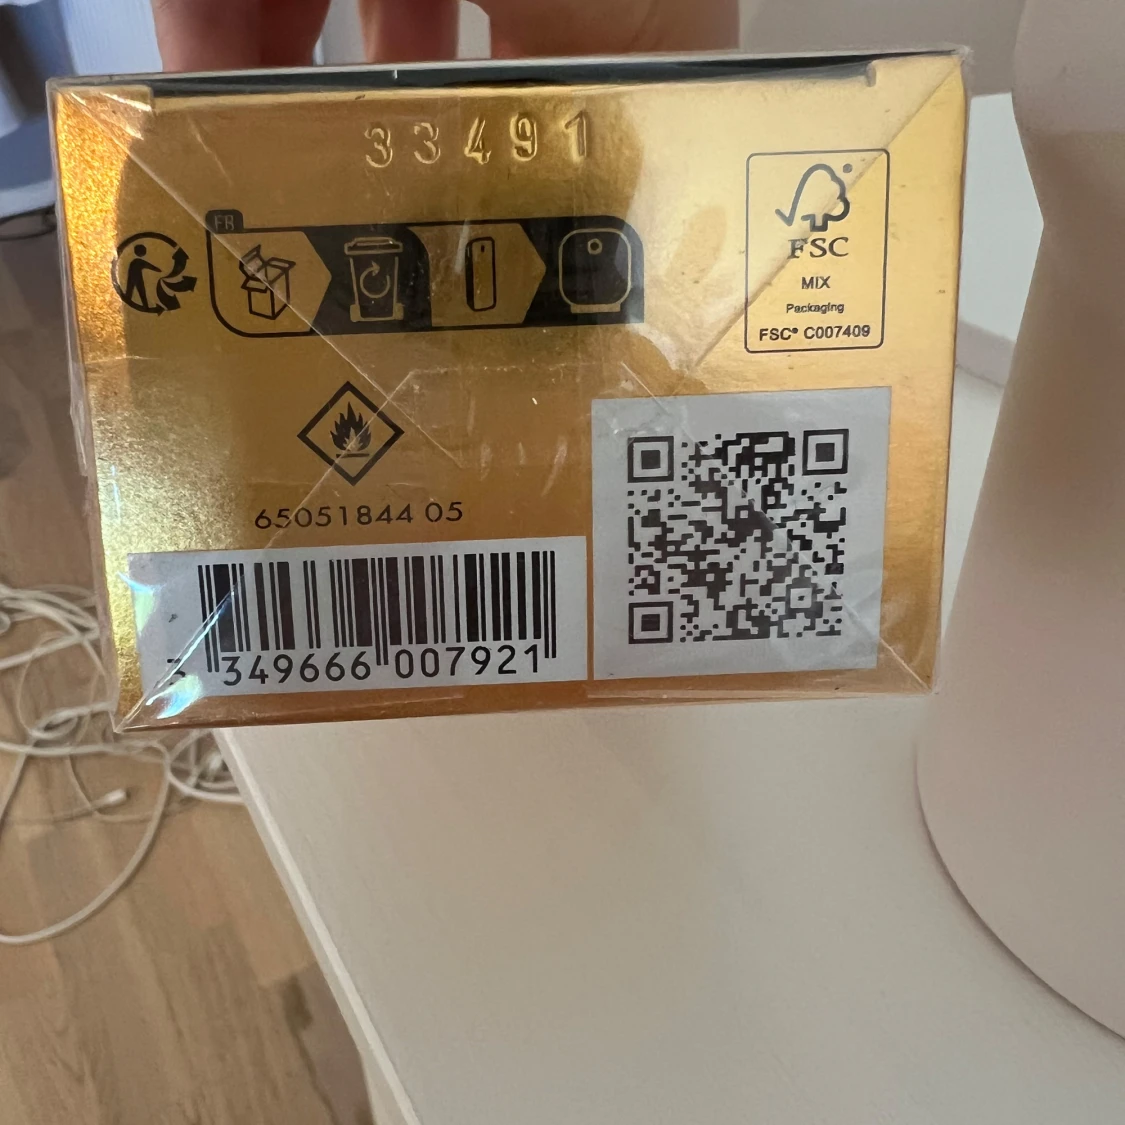 33491
FR
FSC
MIX
Packaging
FSC® C007409
65051844 05
3 349666 007921